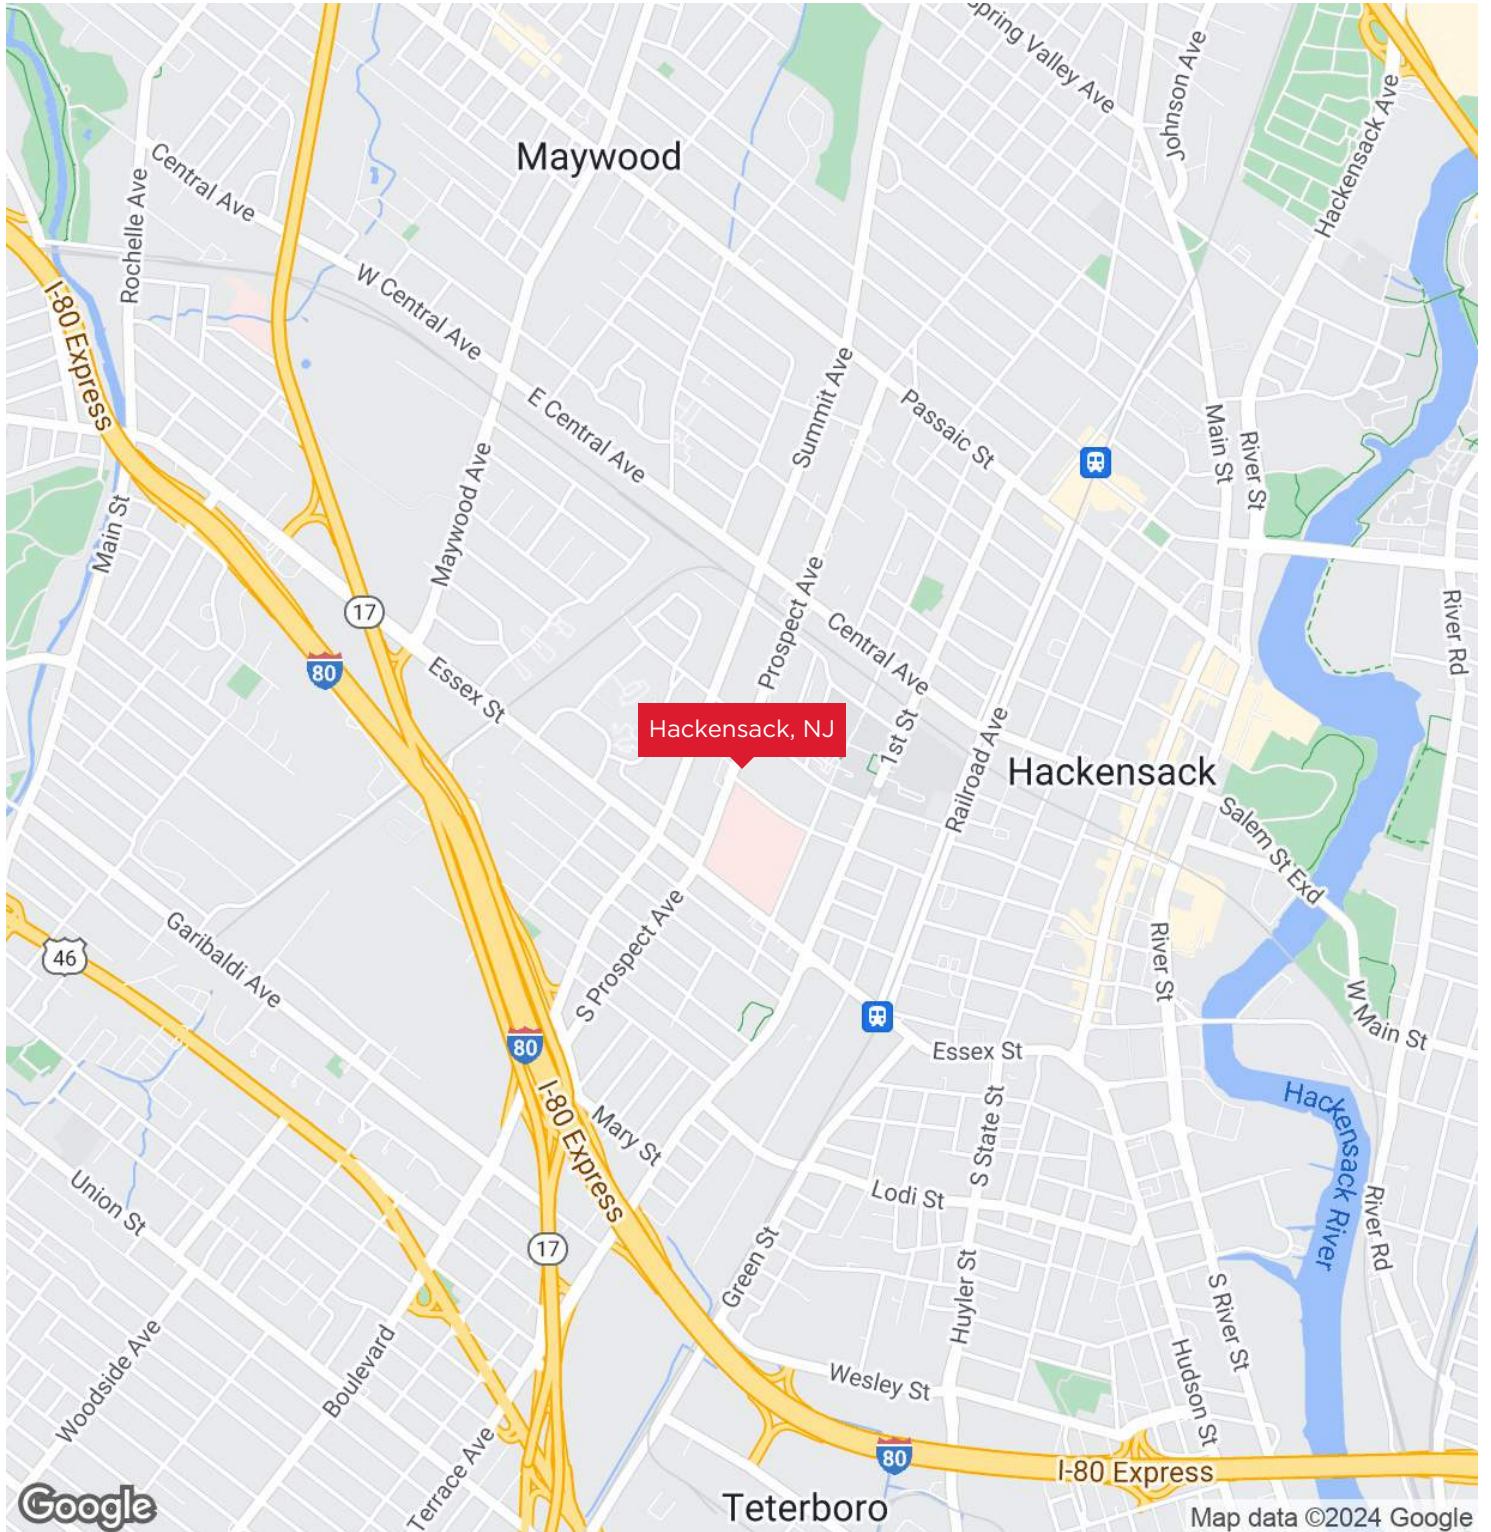 Spring Valley Ave
Johnson Ave
Maywood
Hackensack Ave
Central Ave
Rochelle Ave
W Central Ave
I-80 Express
Summit Ave
E Central Ave
Passaic St
Main St
River St
Maywood Ave
Main St
Prospect Ave
17
River Rd
Central Ave
80
Essex St
1st St
Railroad Ave
Hackensack, NJ
Hackensack
Salem St Exd
Garibaldi Ave
46
S Prospect Ave
River St
W Main St
80
Essex St
I-80 Express
Mary St
S State St
Hackensack River
Union St
Lodi St
River Rd
17
Green St
Huyler St
S River St
Woodside Ave
Boulevard
Wesley St
Hudson St
Terrace Ave
80
I-80 Express
Google
Teterboro
Map data ©2024 Google